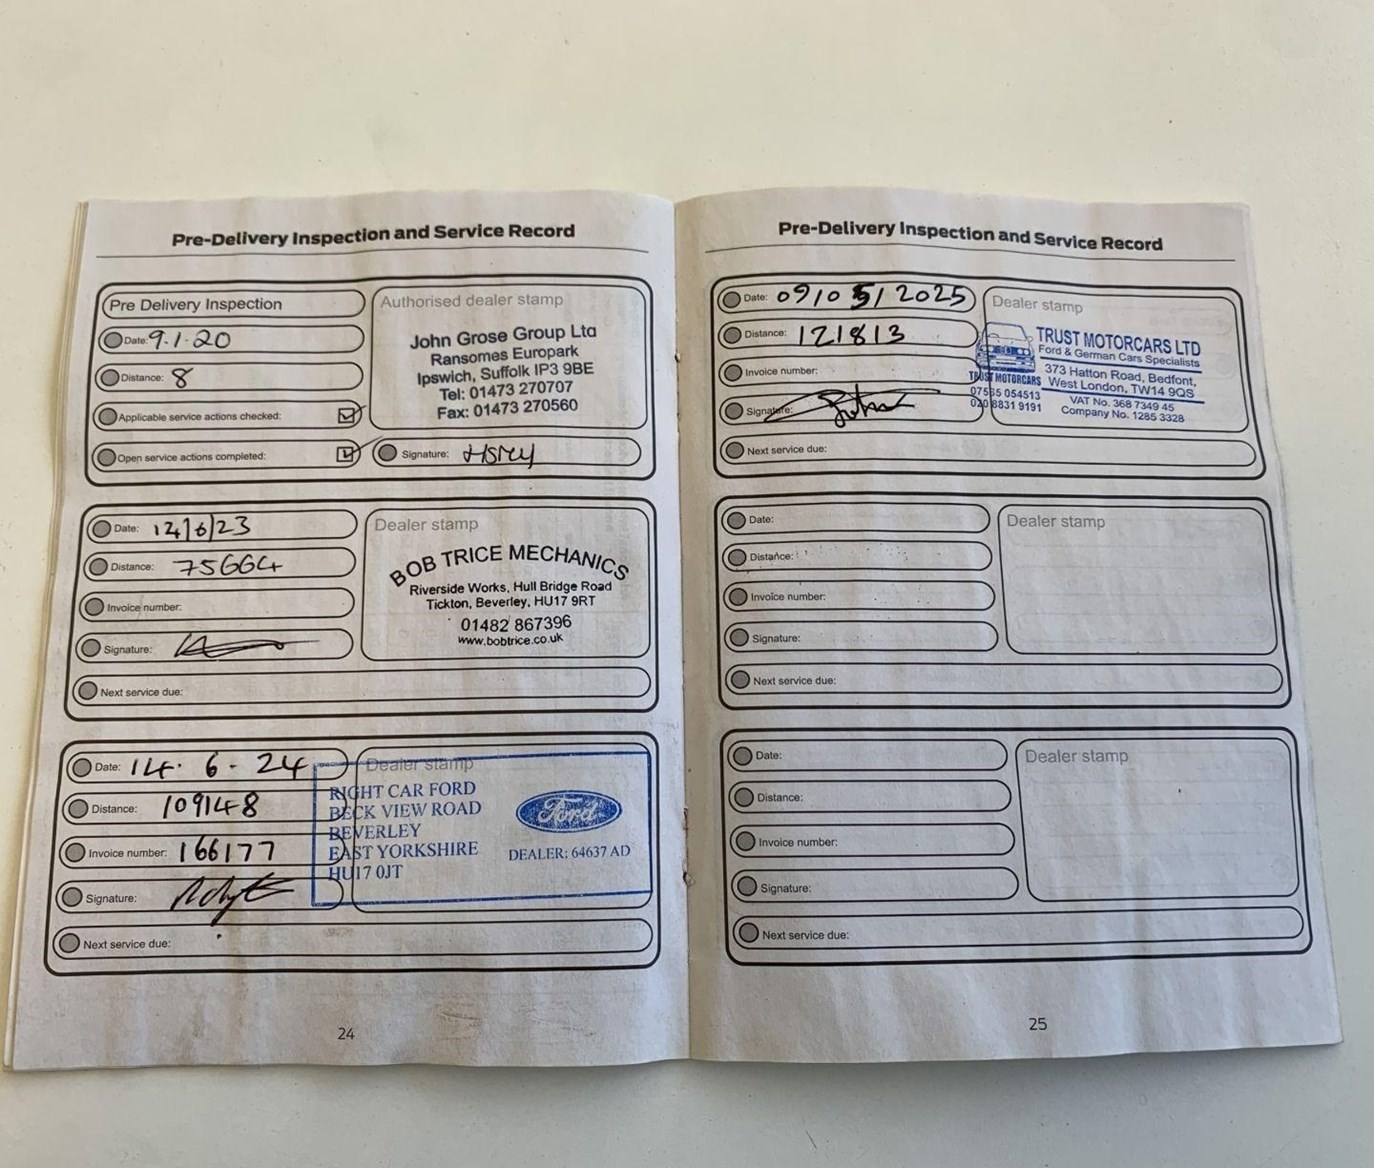 Pre-Delivery Inspection and Service Record
Pre Delivery Inspection
Date: 9.1.20
Distance: 8
Applicable service actions checked:
Open service actions completed:
Authorised dealer stamp
John Grose Group Ltd
Ransomes Europark
Ipswich, Suffolk IP3 9BE
Tel: 01473 270707
Fax: 01473 270560
Signature:
Date: 12/6/23
Distance: 75664
Invoice number:
Signature:
Next service due:
Dealer stamp
BOB TRICE MECHANICS
Riverside Works, Hull Bridge Road
Tickton, Beverley, HU17 9RT
01482 867396
www.bobtrice.co.uk
Date: 14. 6 - 24
Distance: 109148
Invoice number: 166177
Signature:
Next service due:
Dealer stamp
RIGHT CAR FORD
BECK VIEW ROAD
BEVERLEY
EAST YORKSHIRE
HU17 0JT
Ford
DEALER: 64637 AD
24
Pre-Delivery Inspection and Service Record
Date: 09/05/2025
Distance: 121813
Invoice number:
Signature:
Next service due:
Dealer stamp
TRUST MOTORCARS LTD
Ford & German Cars Specialists
373 Hatton Road, Bedfont,
West London, TW14 9QS
VAT No. 368 7349 45
Company No. 1285 3328
TRUST MOTORCARS
07565 054513
020 8831 9191
Date:
Distance:
Invoice number:
Signature:
Next service due:
Dealer stamp
Date:
Distance:
Invoice number:
Signature:
Next service due:
Dealer stamp
25